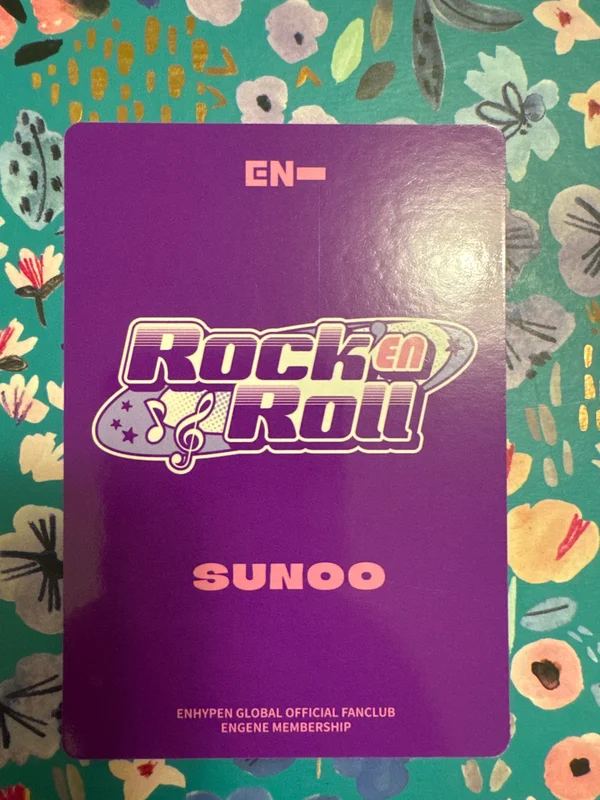 EN-
Rock'EN
Roll
SUNOO
ENHYPEN GLOBAL OFFICIAL FANCLUB
ENGENE MEMBERSHIP